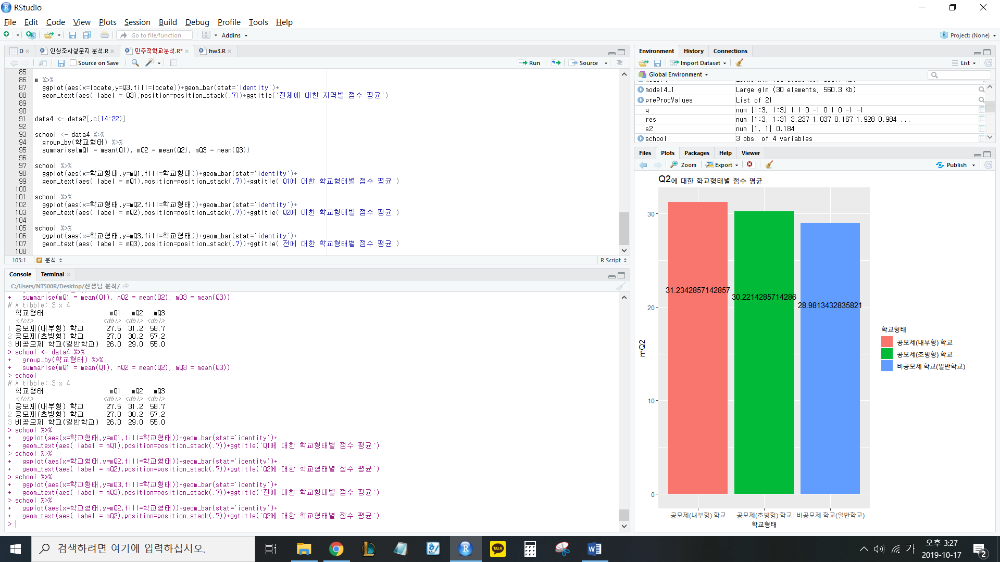 RStudio
File Edit Code View Plots Session Build Debug Profile Tools Help
Go to file/function Addins Project: (None)
D 인상조사설문지 분석.R 민주적학교분석.R* hw3.R
Source on Save Run Source
85
86 m %>%
87 ggplot(aes(x=locate,y=Q3,fill=locate))+geom_bar(stat='identity')+
88 geom_text(aes( label = Q3),position=position_stack(.7))+ggtitle('전체에 대한 지역별 점수 평균')
89
90
91 data4 <- data2[,c(14:22)]
92
93 school <- data4 %>%
94 group_by(학교형태) %>%
95 summarise(mQ1 = mean(Q1), mQ2 = mean(Q2), mQ3 = mean(Q3))
96
97 school %>%
98 ggplot(aes(x=학교형태,y=mQ1,fill=학교형태))+geom_bar(stat='identity')+
99 geom_text(aes( label = mQ1),position=position_stack(.7))+ggtitle('Q1에 대한 학교형태별 점수 평균')
100
101 school %>%
102 ggplot(aes(x=학교형태,y=mQ2,fill=학교형태))+geom_bar(stat='identity')+
103 geom_text(aes( label = mQ2),position=position_stack(.7))+ggtitle('Q2에 대한 학교형태별 점수 평균')
104
105 school %>%
106 ggplot(aes(x=학교형태,y=mQ3,fill=학교형태))+geom_bar(stat='identity')+
107 geom_text(aes( label = mQ3),position=position_stack(.7))+ggtitle('전에 대한 학교형태별 점수 평균')
108
105:1 분석 R Script
Console Terminal
C:/Users/NT500R/Desktop/선생님 분석/
+ summarise(mQ1 = mean(Q1), mQ2 = mean(Q2), mQ3 = mean(Q3))
# A tibble: 3 x 4
학교형태 mQ1 mQ2 mQ3
<fct> <dbl> <dbl> <dbl>
1 공모제(내부형) 학교 27.5 31.2 58.7
2 공모제(초빙형) 학교 27.0 30.2 57.2
3 비공모제 학교(일반학교) 26.0 29.0 55.0
> school <- data4 %>%
+ group_by(학교형태) %>%
+ summarise(mQ1 = mean(Q1), mQ2 = mean(Q2), mQ3 = mean(Q3))
> school
# A tibble: 3 x 4
학교형태 mQ1 mQ2 mQ3
<fct> <dbl> <dbl> <dbl>
1 공모제(내부형) 학교 27.5 31.2 58.7
2 공모제(초빙형) 학교 27.0 30.2 57.2
3 비공모제 학교(일반학교) 26.0 29.0 55.0
> school %>%
+ ggplot(aes(x=학교형태,y=mQ1,fill=학교형태))+geom_bar(stat='identity')+
+ geom_text(aes( label = mQ1),position=position_stack(.7))+ggtitle('Q1에 대한 학교형태별 점수 평균')
> school %>%
+ ggplot(aes(x=학교형태,y=mQ2,fill=학교형태))+geom_bar(stat='identity')+
+ geom_text(aes( label = mQ2),position=position_stack(.7))+ggtitle('Q2에 대한 학교형태별 점수 평균')
> school %>%
+ ggplot(aes(x=학교형태,y=mQ3,fill=학교형태))+geom_bar(stat='identity')+
+ geom_text(aes( label = mQ3),position=position_stack(.7))+ggtitle('전에 대한 학교형태별 점수 평균')
> school %>%
+ ggplot(aes(x=학교형태,y=mQ2,fill=학교형태))+geom_bar(stat='identity')+
+ geom_text(aes( label = mQ2),position=position_stack(.7))+ggtitle('Q2에 대한 학교형태별 점수 평균')
>
Environment History Connections
Import Dataset List
Global Environment
model4_1 Large glm (30 elements, 560.3 Kb)
preProcValues List of 21
q num [1:3, 1:3] 1 1 0 -1 0 1 0 -1 -1
res num [1:3, 1:3] 3.237 1.037 0.167 1.928 0.984 ...
s2 num [1, 1] 0.184
school 3 obs. of 4 variables
Files Plots Packages Help Viewer
Zoom Export Publish
Q2에 대한 학교형태별 점수 평균
30
31.2342857142857
30.2214285714286
28.9813432835821
20
10
0
mQ2
공모제(내부형) 학교 공모제(초빙형) 학교 비공모제 학교(일반학교)
학교형태
학교형태
공모제(내부형) 학교
공모제(초빙형) 학교
비공모제 학교(일반학교)
검색하려면 여기에 입력하십시오.
TALK
가
오후 3:27
2019-10-17
2